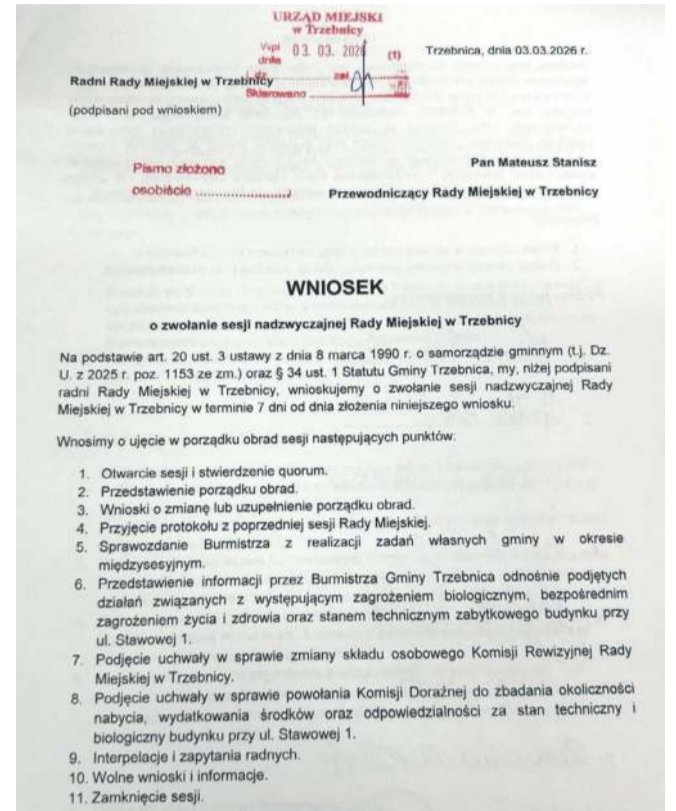 URZĄD MIEJSKI
w Trzebnicy
Wpł. dnia 03. 03. 2026 (1)
Trzebnica, dnia 03.03.2026 r.
zał.
Skierowano
Radni Rady Miejskiej w Trzebnicy
(podpisani pod wnioskiem)
Pismo złożono
osobiście
Pan Mateusz Stanisz
Przewodniczący Rady Miejskiej w Trzebnicy
WNIOSEK
o zwołanie sesji nadzwyczajnej Rady Miejskiej w Trzebnicy
Na podstawie art. 20 ust. 3 ustawy z dnia 8 marca 1990 r. o samorządzie gminnym (t.j. Dz.
U. z 2025 r. poz. 1153 ze zm.) oraz § 34 ust. 1 Statutu Gminy Trzebnica, my, niżej podpisani
radni Rady Miejskiej w Trzebnicy, wnioskujemy o zwołanie sesji nadzwyczajnej Rady
Miejskiej w Trzebnicy w terminie 7 dni od dnia złożenia niniejszego wniosku.
Wnosimy o ujęcie w porządku obrad sesji następujących punktów:
1. Otwarcie sesji i stwierdzenie quorum.
2. Przedstawienie porządku obrad.
3. Wnioski o zmianę lub uzupełnienie porządku obrad.
4. Przyjęcie protokołu z poprzedniej sesji Rady Miejskiej.
5. Sprawozdanie Burmistrza z realizacji zadań własnych gminy w okresie
międzysesyjnym.
6. Przedstawienie informacji przez Burmistrza Gminy Trzebnica odnośnie podjętych
działań związanych z występującym zagrożeniem biologicznym, bezpośrednim
zagrożeniem życia i zdrowia oraz stanem technicznym zabytkowego budynku przy
ul. Stawowej 1.
7. Podjęcie uchwały w sprawie zmiany składu osobowego Komisji Rewizyjnej Rady
Miejskiej w Trzebnicy.
8. Podjęcie uchwały w sprawie powołania Komisji Doraźnej do zbadania okoliczności
nabycia, wydatkowania środków oraz odpowiedzialności za stan techniczny i
biologiczny budynku przy ul. Stawowej 1.
9. Interpelacje i zapytania radnych.
10. Wolne wnioski i informacje.
11. Zamknięcie sesji.